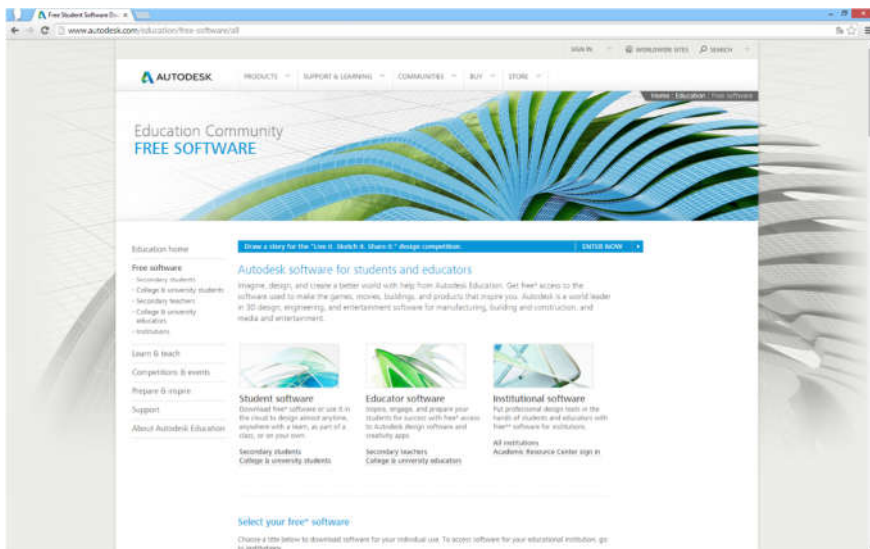 Free Student Software Do
www.autodesk.com/education/free-software/all
SIGN IN WORLDWIDE SITES SEARCH
AUTODESK PRODUCTS SUPPORT & LEARNING COMMUNITIES BUY STORE
Home Education Free software
Education Community
FREE SOFTWARE
Draw a story for the "Live it. Sketch it. Share it." design competition. ENTER NOW
Education home
Free software
- Secondary students
- College & university students
- Secondary teachers
- College & university
educators
- Institutions
Learn & teach
Competitions & events
Prepare & inspire
Support
About Autodesk Education
Autodesk software for students and educators
Imagine, design, and create a better world with help from Autodesk Education. Get free* access to the
software used to make the games, movies, buildings, and products that inspire you. Autodesk is a world leader
in 3D design, engineering, and entertainment software for manufacturing, building and construction, and
media and entertainment.
Student software
Download free* software or use it in
the cloud to design almost anytime,
anywhere with a team, as part of a
class, or on your own.
Secondary students
College & university students
Educator software
Inspire, engage, and prepare your
students for success with free* access
to Autodesk design software and
creativity apps.
Secondary teachers
College & university educators
Institutional software
Put professional design tools in the
hands of students and educators with
free** software for institutions.
All institutions
Academic Resource Center sign in
Select your free* software
Choose a title below to download software for your individual use. To access software for your educational institution, go
to Institutions.